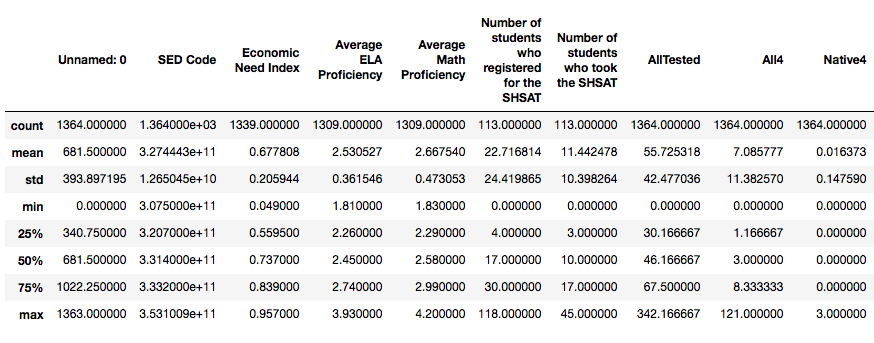 Unnamed: 0 SED Code Economic Need Index Average ELA Proficiency Average Math Proficiency Number of students who registered for the SHSAT Number of students who took the SHSAT AllTested All4 Native4
count 1364.000000 1.364000e+03 1339.000000 1309.000000 1309.000000 113.000000 113.000000 1364.000000 1364.000000 1364.000000
mean 681.500000 3.274443e+11 0.677808 2.530527 2.667540 22.716814 11.442478 55.725318 7.085777 0.016373
std 393.897195 1.265045e+10 0.205944 0.361546 0.473053 24.419865 10.398264 42.477036 11.382570 0.147590
min 0.000000 3.075000e+11 0.049000 1.810000 1.830000 0.000000 0.000000 0.000000 0.000000 0.000000
25% 340.750000 3.207000e+11 0.559500 2.260000 2.290000 4.000000 3.000000 30.166667 1.166667 0.000000
50% 681.500000 3.314000e+11 0.737000 2.450000 2.580000 17.000000 10.000000 46.166667 3.000000 0.000000
75% 1022.250000 3.332000e+11 0.839000 2.740000 2.990000 30.000000 17.000000 67.500000 8.333333 0.000000
max 1363.000000 3.531009e+11 0.957000 3.930000 4.200000 118.000000 45.000000 342.166667 121.000000 3.000000